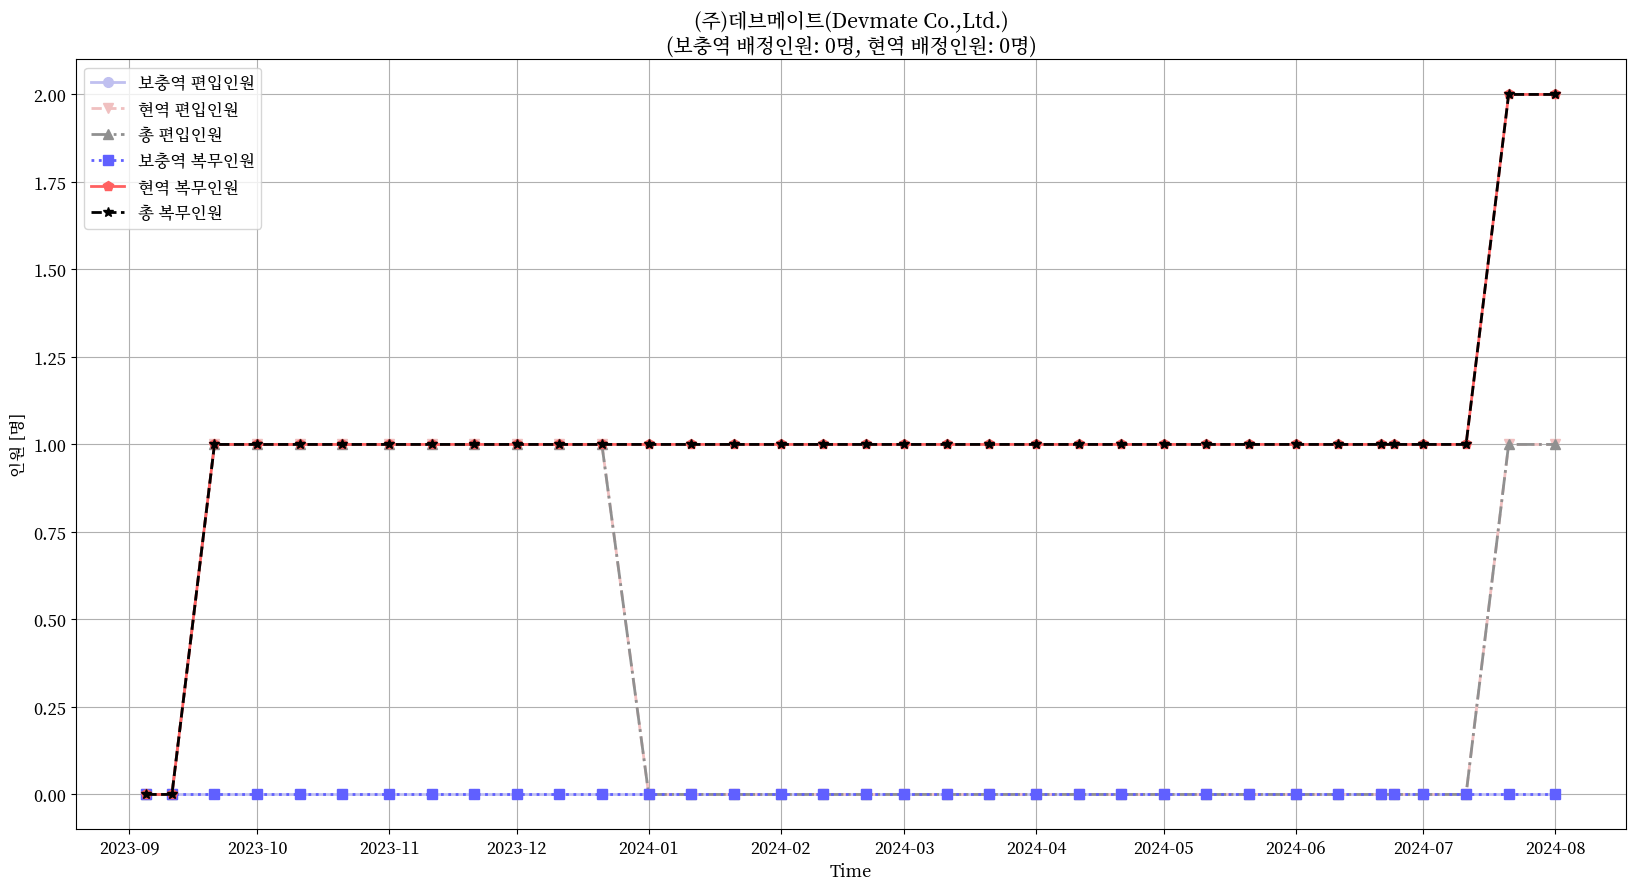 (주)데브메이트(Devmate Co.,Ltd.)
(보충역 배정인원: 0명, 현역 배정인원: 0명)
보충역 편입인원
현역 편입인원
총 편입인원
보충역 복무인원
현역 복무인원
총 복무인원
인원 [명]
2.00
1.75
1.50
1.25
1.00
0.75
0.50
0.25
0.00
2023-09 2023-10 2023-11 2023-12 2024-01 2024-02 2024-03 2024-04 2024-05 2024-06 2024-07 2024-08
Time